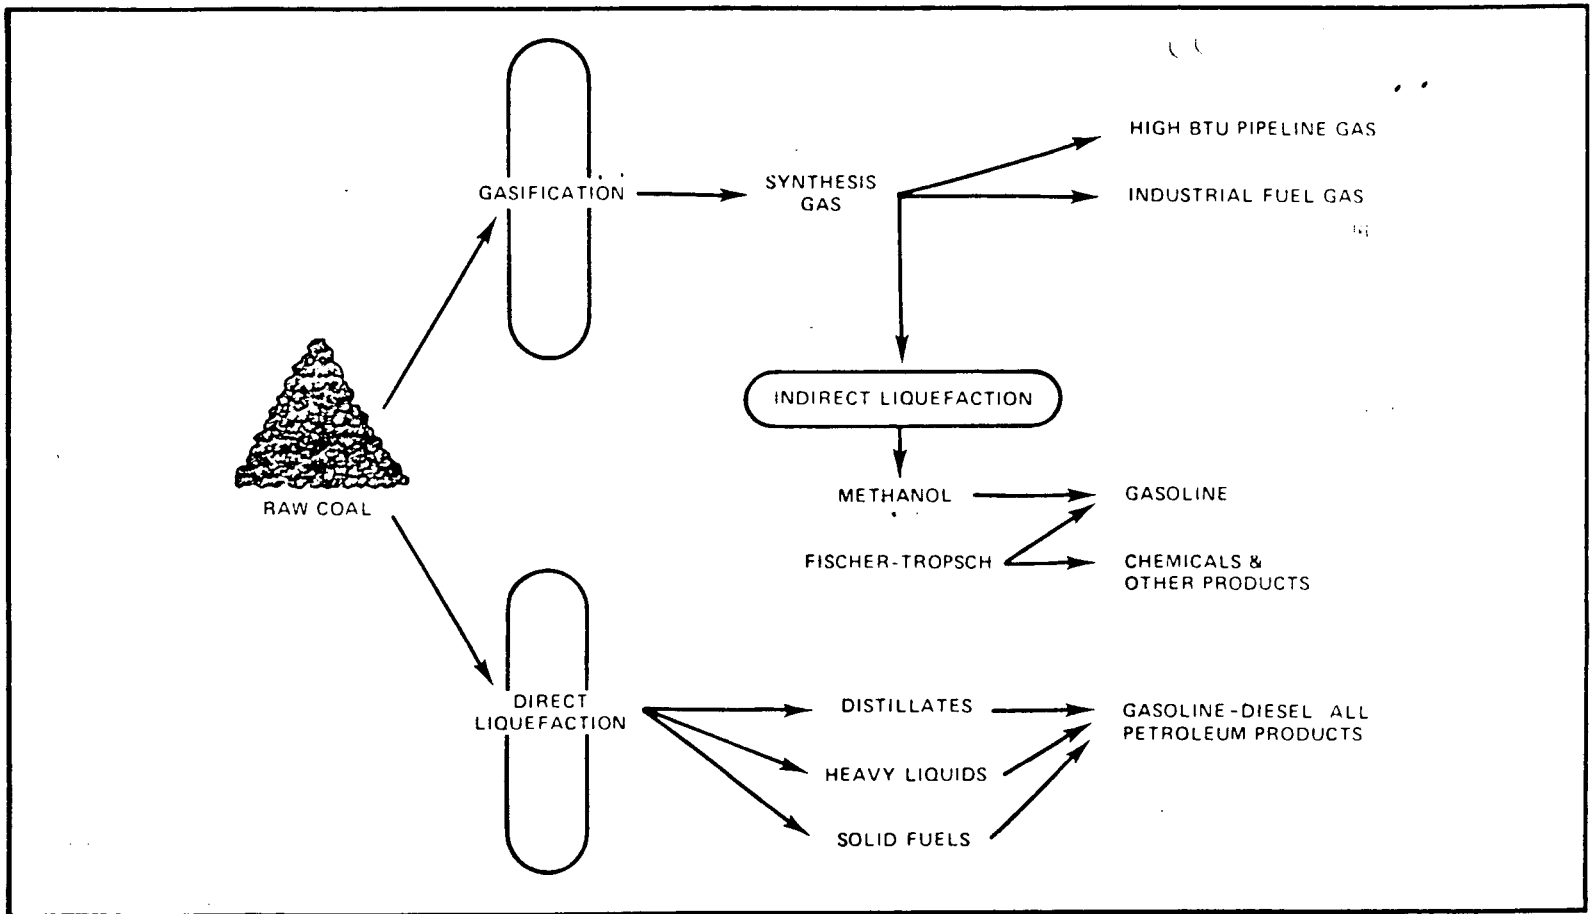 HIGH BTU PIPELINE GAS
GASIFICATION
SYNTHESIS
GAS
INDUSTRIAL FUEL GAS
INDIRECT LIQUEFACTION
RAW COAL
METHANOL
GASOLINE
FISCHER-TROPSCH
CHEMICALS &
OTHER PRODUCTS
DIRECT
LIQUEFACTION
DISTILLATES
GASOLINE-DIESEL ALL
PETROLEUM PRODUCTS
HEAVY LIQUIDS
SOLID FUELS